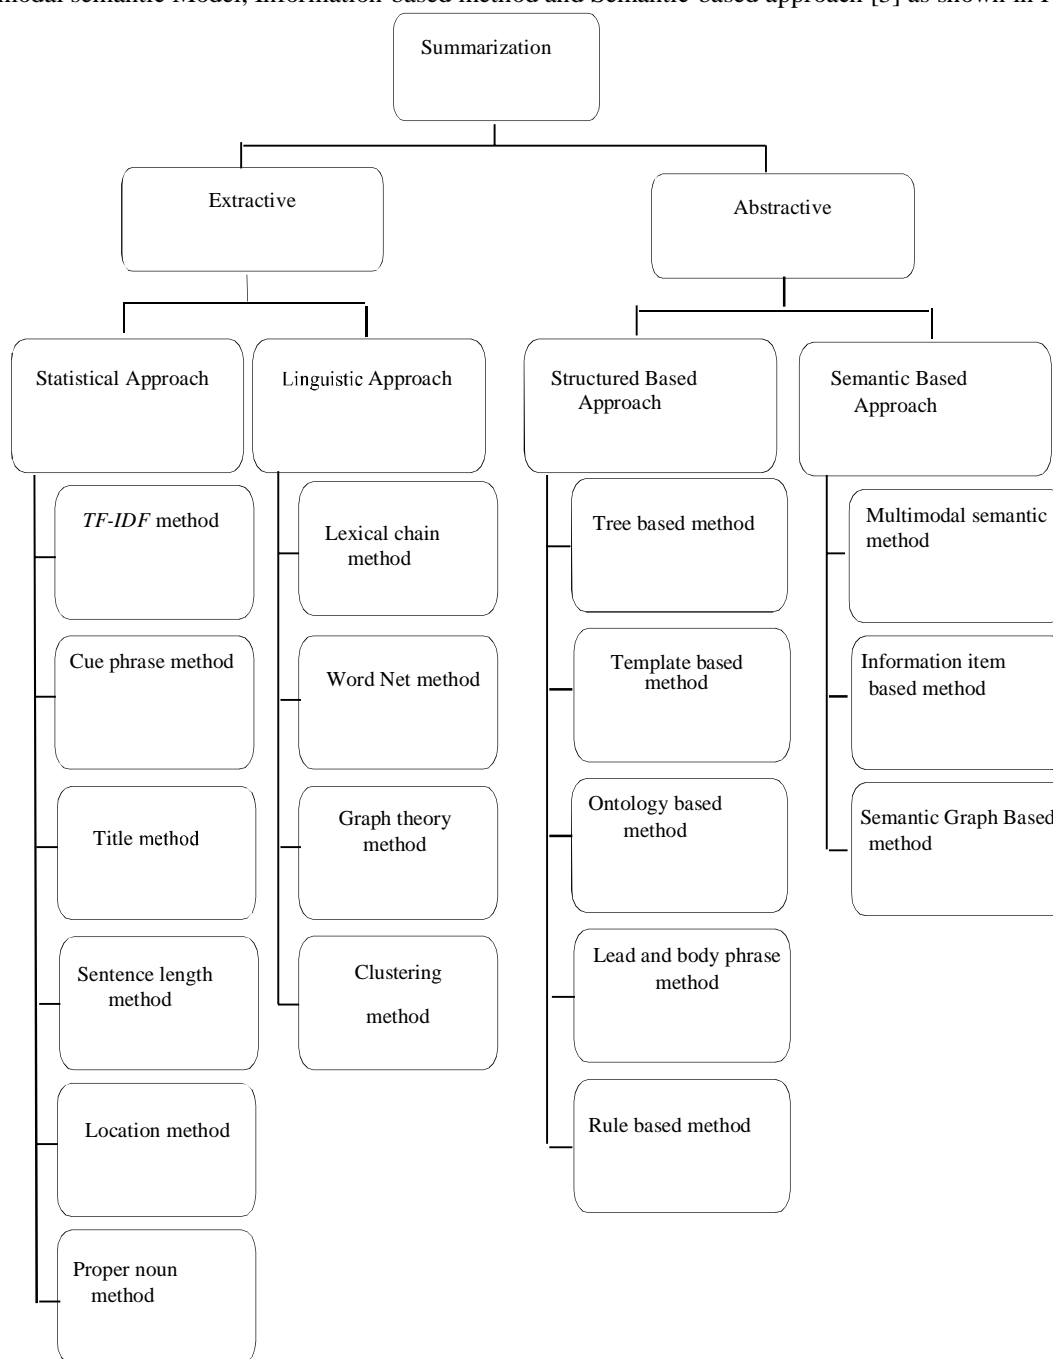 modal semantic Model, Information-based method and Semantic-based approach [3] as shown in
Summarization
Extractive
Abstractive
Statistical Approach
Linguistic Approach
Structured Based
Approach
Semantic Based
Approach
TF-IDF method
Cue phrase method
Title method
Sentence length
method
Location method
Proper noun
method
Lexical chain
method
Word Net method
Graph theory
method
Clustering
method
Tree based method
Template based
method
Ontology based
method
Lead and body phrase
method
Rule based method
Multimodal semantic
method
Information item
based method
Semantic Graph Based
method